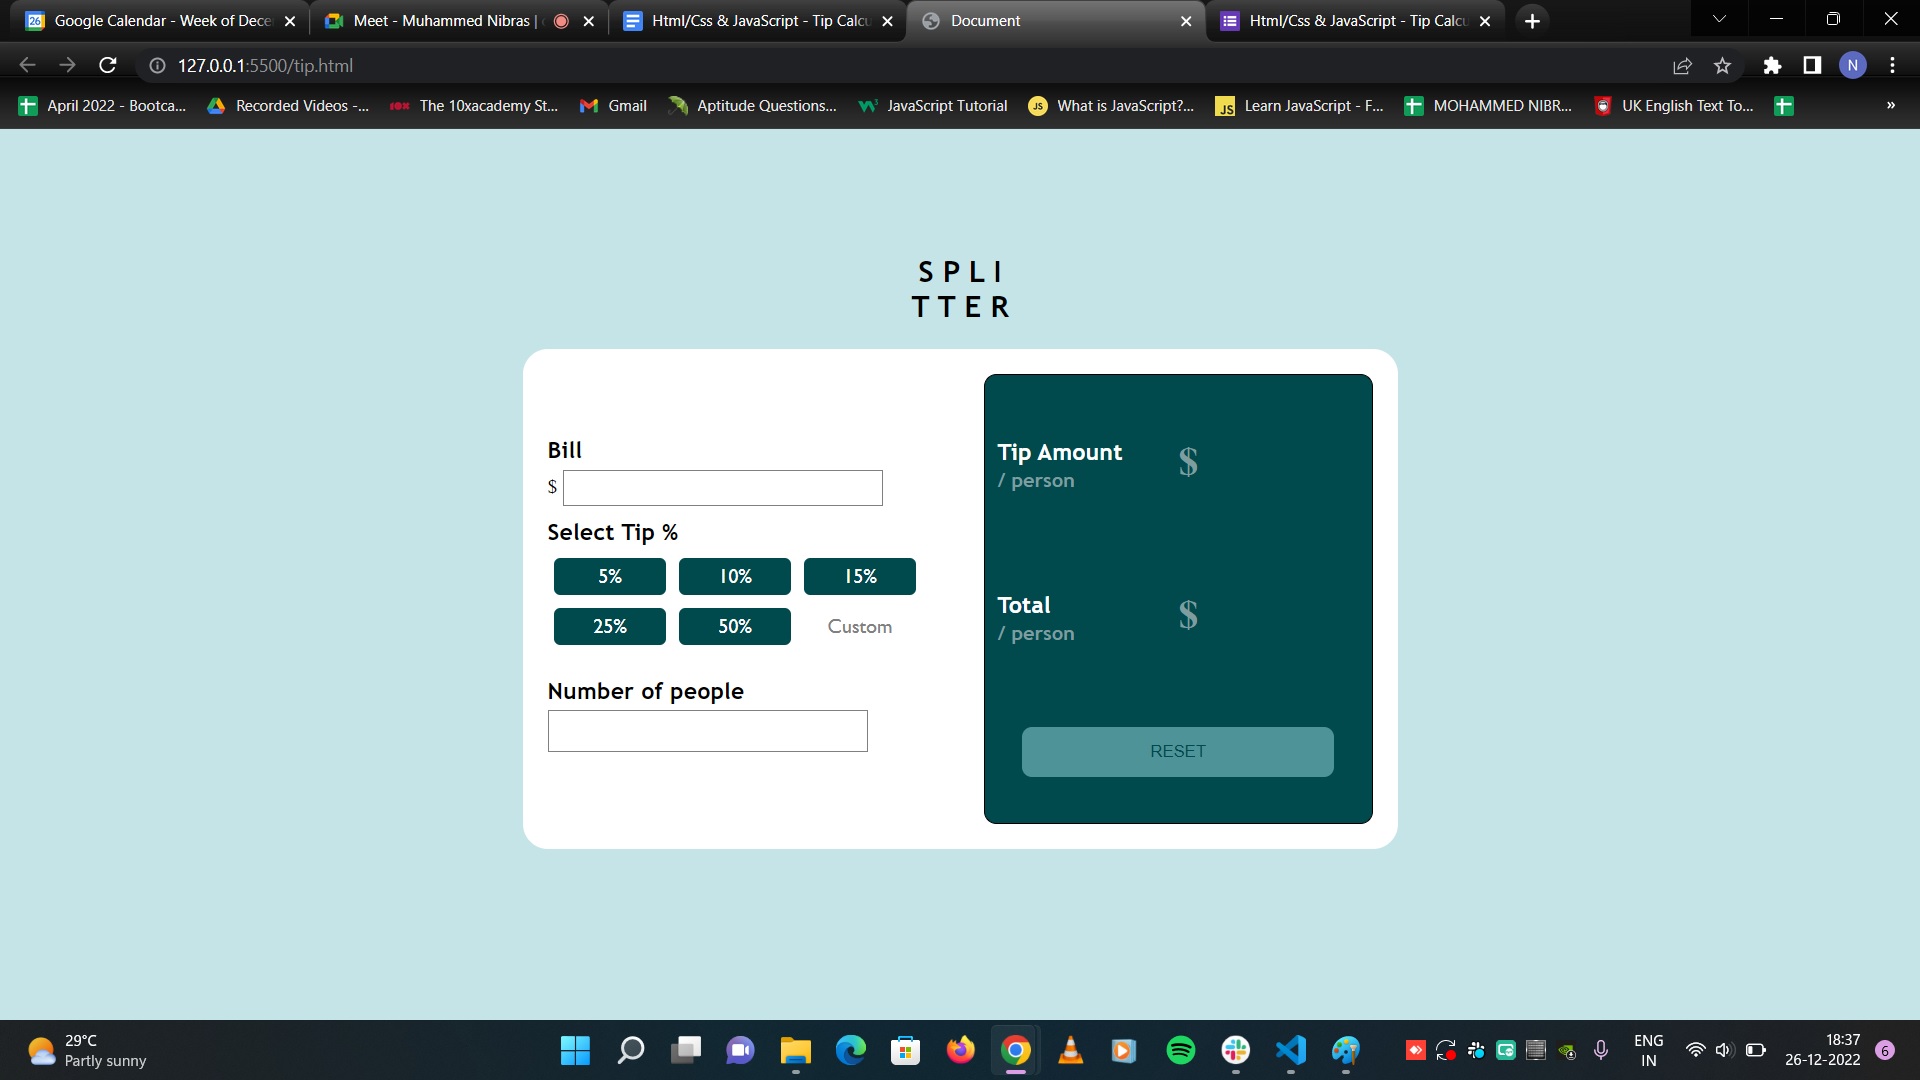 Google Calendar - Week of Dece
Meet - Muhammed Nibras |
Html/Css & JavaScript - Tip Calcu
Document
Html/Css & JavaScript - Tip Calcu
127.0.0.1:5500/tip.html
N
April 2022 - Bootca...
Recorded Videos -...
The 10xacademy St...
Gmail
Aptitude Questions...
JavaScript Tutorial
What is JavaScript?...
Learn JavaScript - F...
MOHAMMED NIBR...
UK English Text To...
»
SPLI
TTER
Bill
$
Select Tip %
5%
10%
15%
25%
50%
Custom
Number of people
Tip Amount
/ person
$
Total
/ person
$
RESET
29°C
Partly sunny
ENG
IN
18:37
26-12-2022
6